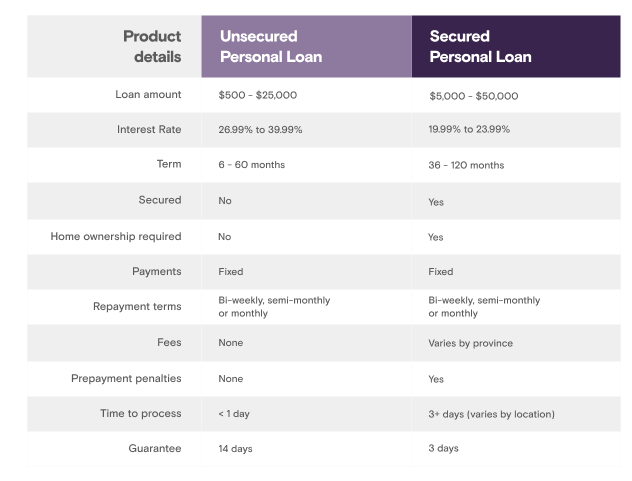 Product details Unsecured Personal Loan Secured Personal Loan
Loan amount $500 - $25,000 $5,000 - $50,000
Interest Rate 26.99% to 39.99% 19.99% to 23.99%
Term 6 - 60 months 36 - 120 months
Secured No Yes
Home ownership required No Yes
Payments Fixed Fixed
Repayment terms Bi-weekly, semi-monthly or monthly Bi-weekly, semi-monthly or monthly
Fees None Varies by province
Prepayment penalties None Yes
Time to process < 1 day 3+ days (varies by location)
Guarantee 14 days 3 days